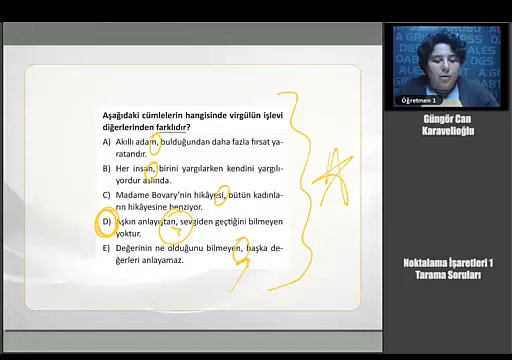 Aşağıdaki cümlelerin hangisinde virgülün işlevi
diğerlerinden farklıdır?
A) Akıllı adam, bulduğundan daha fazla fırsat ya-
ratandır.
B) Her insan, birini yargılarken kendini yargılı-
yordur aslında.
C) Madame Bovary'nin hikâyesi, bütün kadınla-
rın hikâyesine benziyor.
D) Aşkın anlayıştan, sevgiden geçtiğini bilmeyen
yoktur.
E) Değerinin ne olduğunu bilmeyen, başka de-
ğerleri anlayamaz.
Öğretmen 1
Güngör Can
Karavelioğlu
Noktalama İşaretleri 1
Tarama Soruları